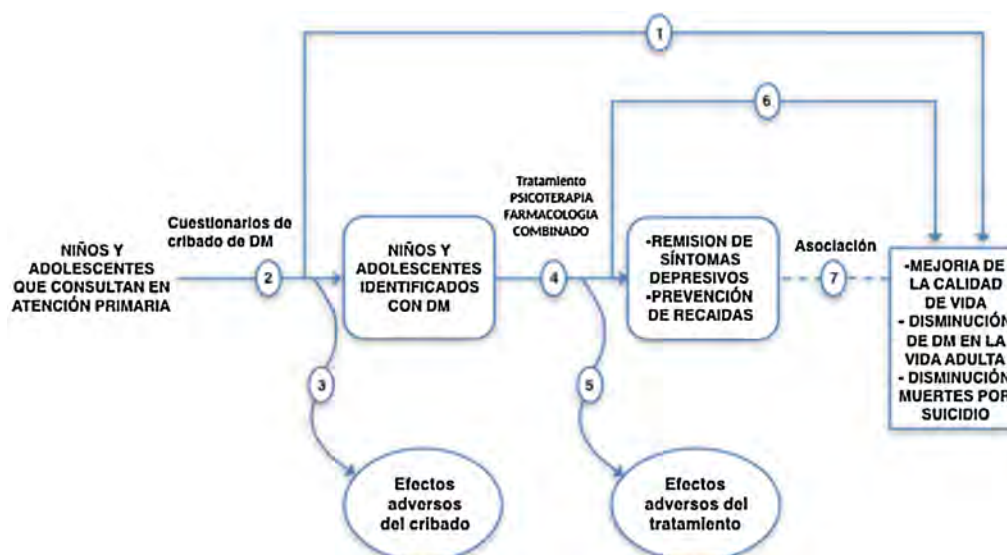 1
6
Tratamiento
PSICOTERAPIA
FARMACOLOGIA
COMBINADO
Cuestionarios de
cribado de DM
NIÑOS Y
ADOLESCENTES
QUE CONSULTAN EN
ATENCIÓN PRIMARIA
2
NIÑOS Y
ADOLESCENTES
IDENTIFICADOS
CON DM
4
-REMISION DE
SÍNTOMAS
DEPRESIVOS
-PREVENCIÓN
DE RECAIDAS
Asociación
7
-MEJORIA DE
LA CALIDAD
DE VIDA
- DISMINUCIÓN
DE DM EN LA
VIDA ADULTA
- DISMINUCIÓN
MUERTES POR
SUICIDIO
3
5
Efectos
adversos
del cribado
Efectos
adversos del
tratamiento